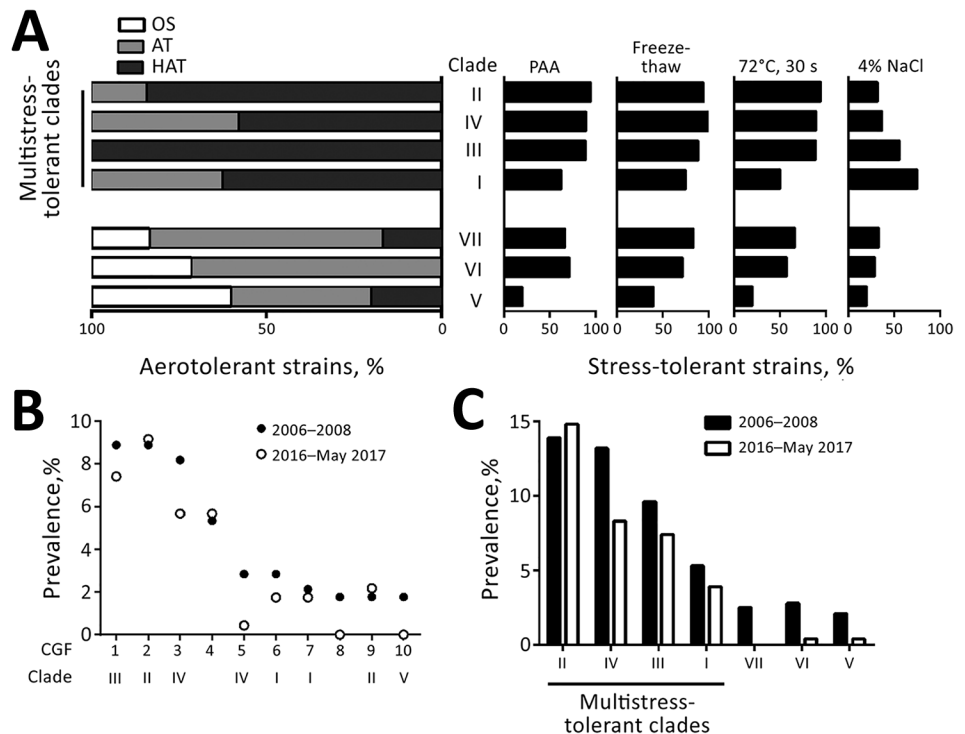 A
OS
AT
HAT
Multistress-
tolerant clades
Clade
PAA
Freeze-
thaw
72°C, 30 s
4% NaCl
II
IV
III
I
VII
VI
V
100
50
0
0
50
100
0
50
100
0
50
100
0
50
100
Aerotolerant strains, %
Stress-tolerant strains, %
B
Prevalence,%
10
8
6
4
2
0
2006–2008
2016–May 2017
CGF 1 2 3 4 5 6 7 8 9 10
Clade III II IV IV I I II V
C
Prevalence,%
15
10
5
0
2006–2008
2016–May 2017
II IV III I VII VI V
Multistress-
tolerant clades